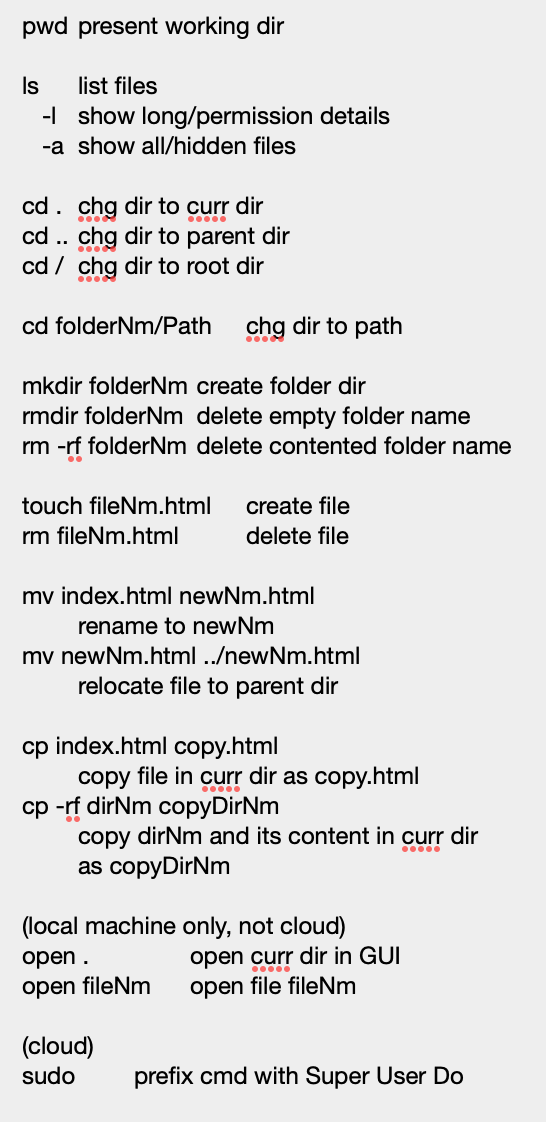 pwd present working dir
ls list files
-l show long/permission details
-a show all/hidden files
cd . chg dir to curr dir
cd .. chg dir to parent dir
cd / chg dir to root dir
cd folderNm/Path chg dir to path
mkdir folderNm create folder dir
rmdir folderNm delete empty folder name
rm -rf folderNm delete contented folder name
touch fileNm.html create file
rm fileNm.html delete file
mv index.html newNm.html
rename to newNm
mv newNm.html ../newNm.html
relocate file to parent dir
cp index.html copy.html
copy file in curr dir as copy.html
cp -rf dirNm copyDirNm
copy dirNm and its content in curr dir
as copyDirNm
(local machine only, not cloud)
open . open curr dir in GUI
open fileNm open file fileNm
(cloud)
sudo prefix cmd with Super User Do